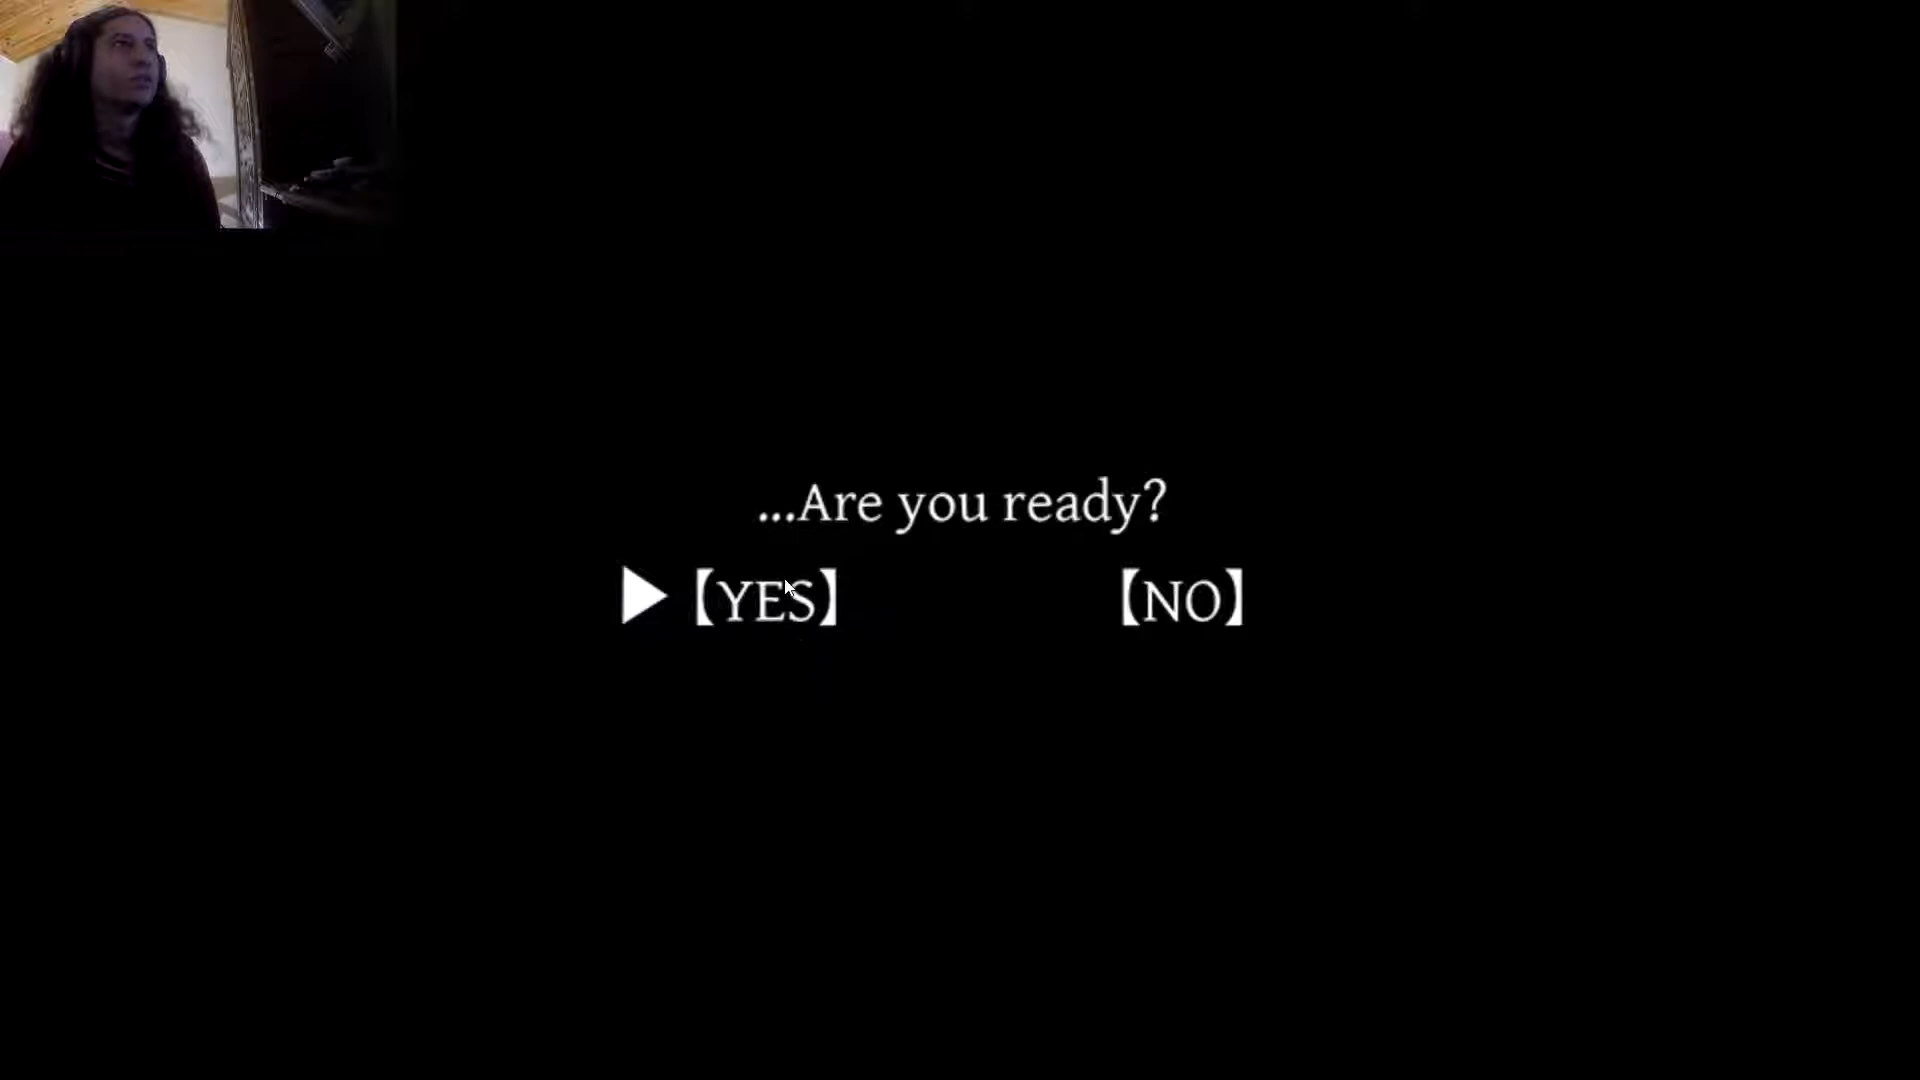 ...Are you ready?
▶【YES】 【NO】